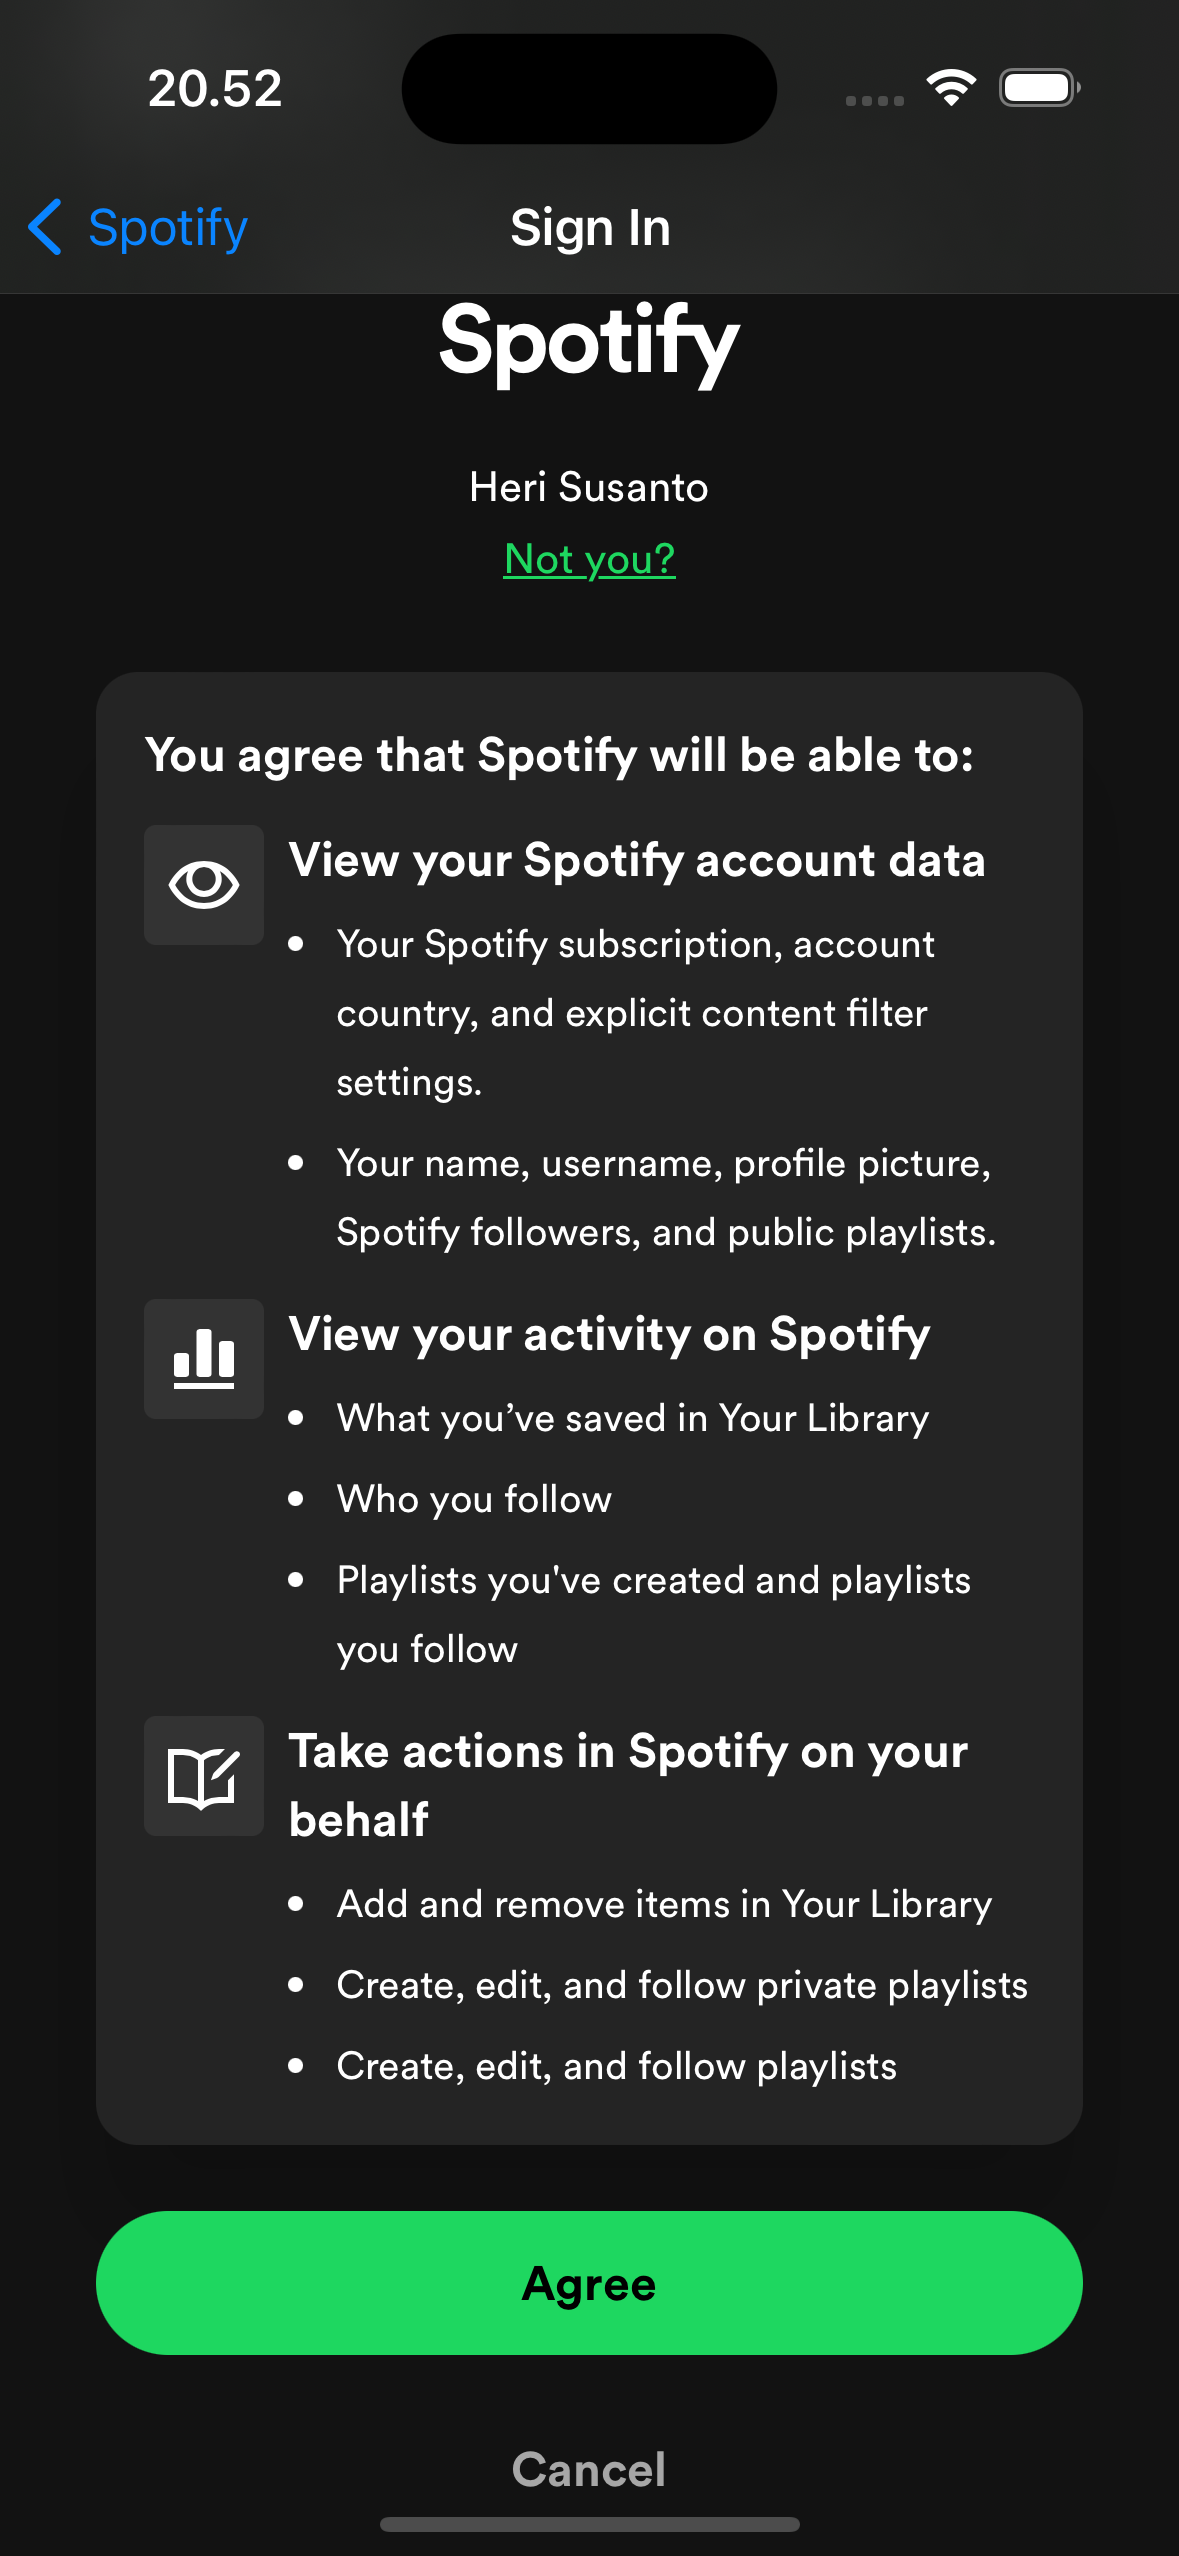 20.52
Spotify
Sign In
Spotify
Heri Susanto
Not you?
You agree that Spotify will be able to:
View your Spotify account data
Your Spotify subscription, account
country, and explicit content filter
settings.
Your name, username, profile picture,
Spotify followers, and public playlists.
View your activity on Spotify
What you’ve saved in Your Library
Who you follow
Playlists you've created and playlists
you follow
Take actions in Spotify on your
behalf
Add and remove items in Your Library
Create, edit, and follow private playlists
Create, edit, and follow playlists
Agree
Cancel